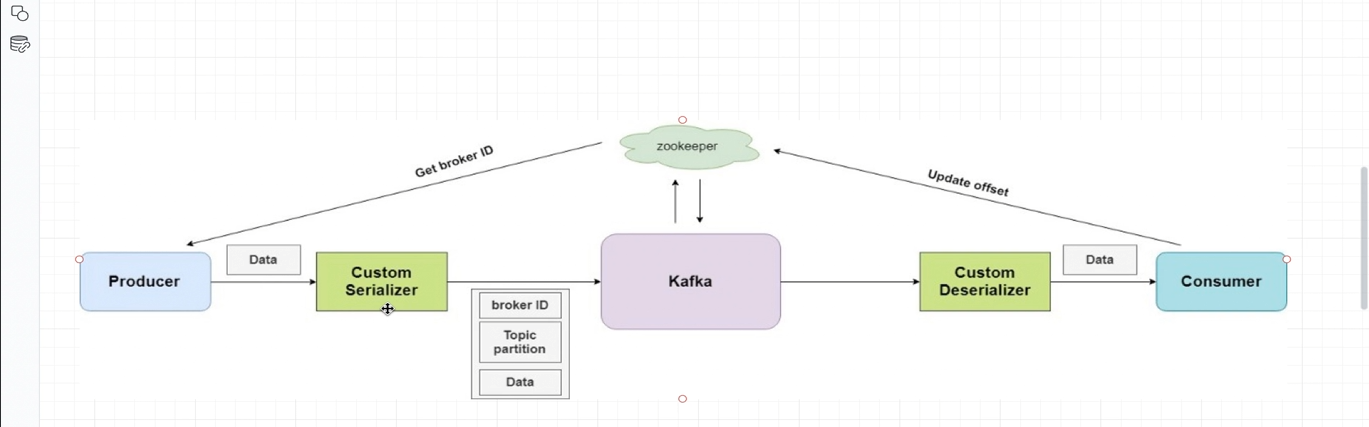 zookeeper
Get broker ID
Update offset
Producer
Data
Custom
Serializer
broker ID
Topic
partition
Data
Kafka
Custom
Deserializer
Data
Consumer